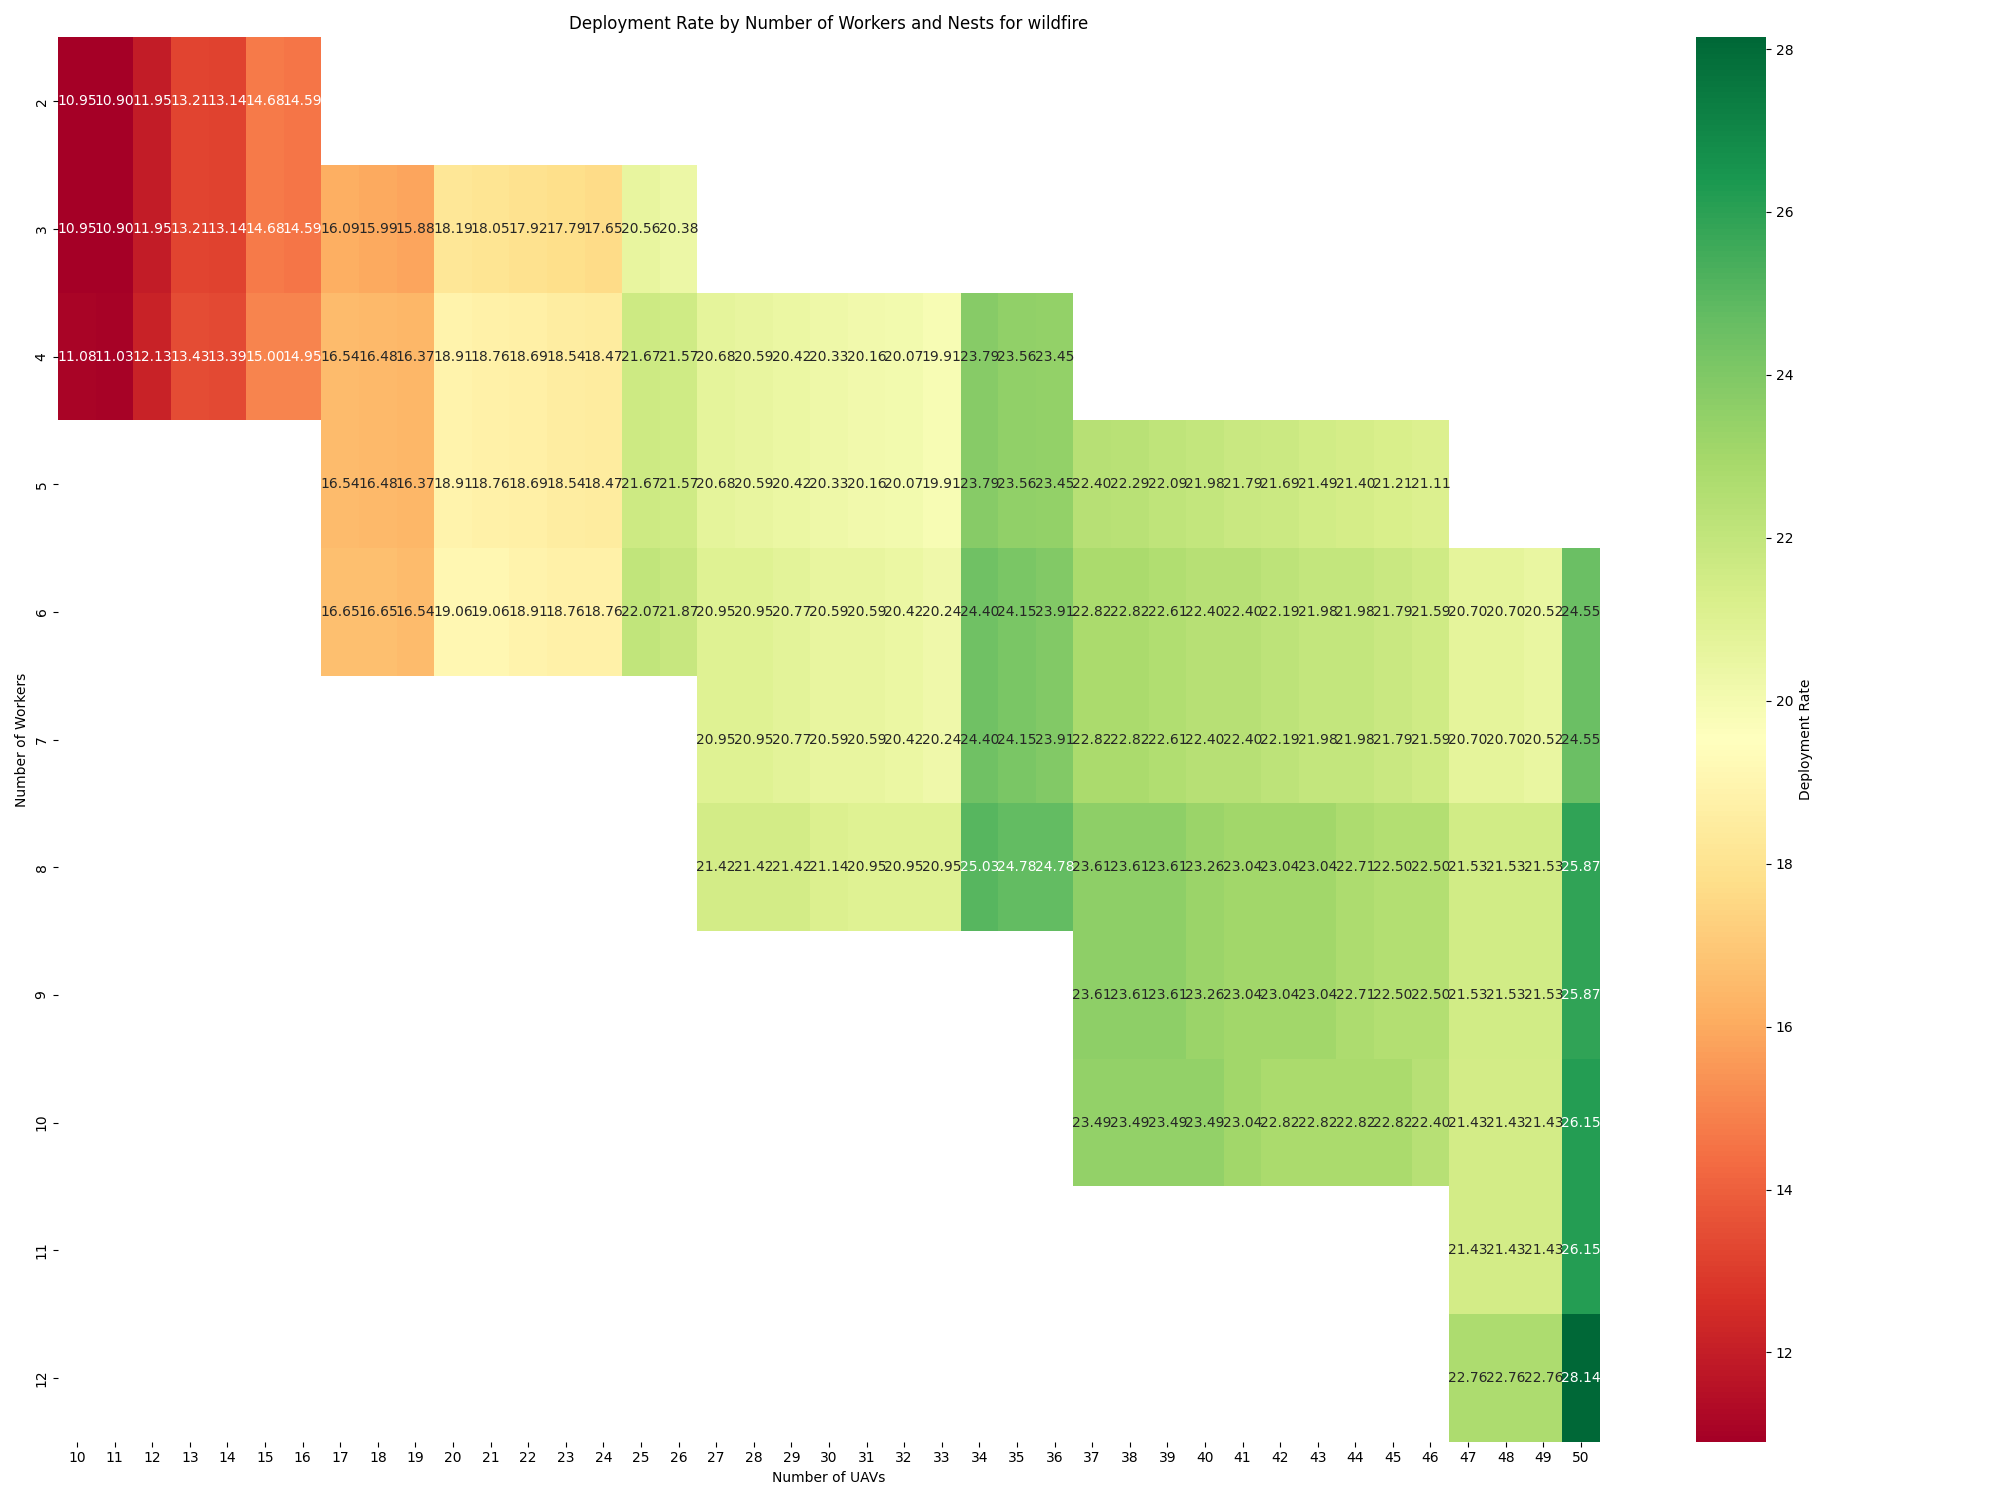 Deployment Rate by Number of Workers and Nests for wildfire
2 10.95 10.90 11.95 13.21 13.14 14.68 14.59
3 10.95 10.90 11.95 13.21 13.14 14.68 14.59 16.09 15.99 15.88 18.19 18.05 17.92 17.79 17.65 20.56 20.38
4 11.08 11.03 12.13 13.43 13.39 15.00 14.95 16.54 16.48 16.37 18.91 18.76 18.69 18.54 18.47 21.67 21.57 20.68 20.59 20.42 20.33 20.16 20.07 19.91 23.79 23.56 23.45
5 16.54 16.48 16.37 18.91 18.76 18.69 18.54 18.47 21.67 21.57 20.68 20.59 20.42 20.33 20.16 20.07 19.91 23.79 23.56 23.45 22.40 22.29 22.09 21.98 21.79 21.69 21.49 21.40 21.21 21.11
6 16.65 16.65 16.54 19.06 19.06 18.91 18.76 18.76 22.07 21.87 20.95 20.95 20.77 20.59 20.59 20.42 20.24 24.40 24.15 23.91 22.82 22.82 22.61 22.40 22.40 22.19 21.98 21.98 21.79 21.59 20.70 20.70 20.52 24.55
7 20.95 20.95 20.77 20.59 20.59 20.42 20.24 24.40 24.15 23.91 22.82 22.82 22.61 22.40 22.40 22.19 21.98 21.98 21.79 21.59 20.70 20.70 20.52 24.55
8 21.42 21.42 21.42 21.14 20.95 20.95 20.95 25.03 24.78 24.78 23.61 23.61 23.61 23.26 23.04 23.04 23.04 22.71 22.50 22.50 21.53 21.53 21.53 25.87
9 23.61 23.61 23.61 23.26 23.04 23.04 23.04 22.71 22.50 22.50 21.53 21.53 21.53 25.87
10 23.49 23.49 23.49 23.49 23.04 22.82 22.82 22.82 22.82 22.40 21.43 21.43 21.43 26.15
11 21.43 21.43 21.43 26.15
12 22.76 22.76 22.76 28.14
10 11 12 13 14 15 16 17 18 19 20 21 22 23 24 25 26 27 28 29 30 31 32 33 34 35 36 37 38 39 40 41 42 43 44 45 46 47 48 49 50
Number of UAVs
Number of Workers
28
26
24
22
20
18
16
14
12
Deployment Rate